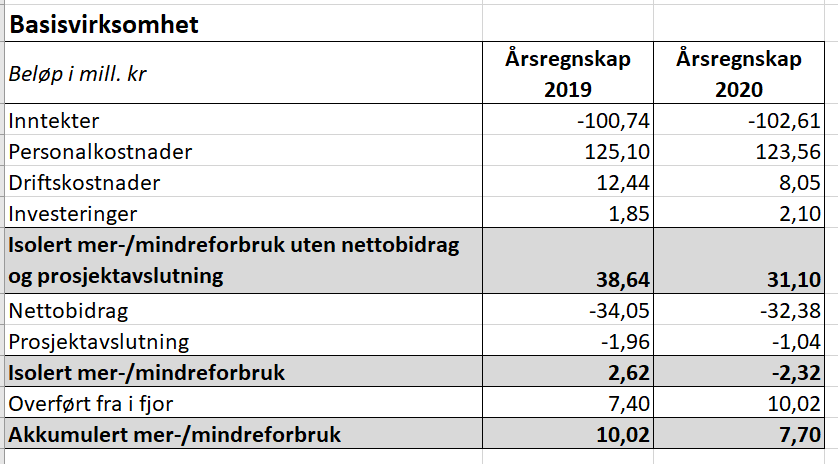 Basisvirksomhet
Beløp i mill. kr Årsregnskap 2019 Årsregnskap 2020
Inntekter -100,74 -102,61
Personalkostnader 125,10 123,56
Driftskostnader 12,44 8,05
Investeringer 1,85 2,10
Isolert mer-/mindreforbruk uten nettobidrag
og prosjektavslutning 38,64 31,10
Nettobidrag -34,05 -32,38
Prosjektavslutning -1,96 -1,04
Isolert mer-/mindreforbruk 2,62 -2,32
Overført fra i fjor 7,40 10,02
Akkumulert mer-/mindreforbruk 10,02 7,70